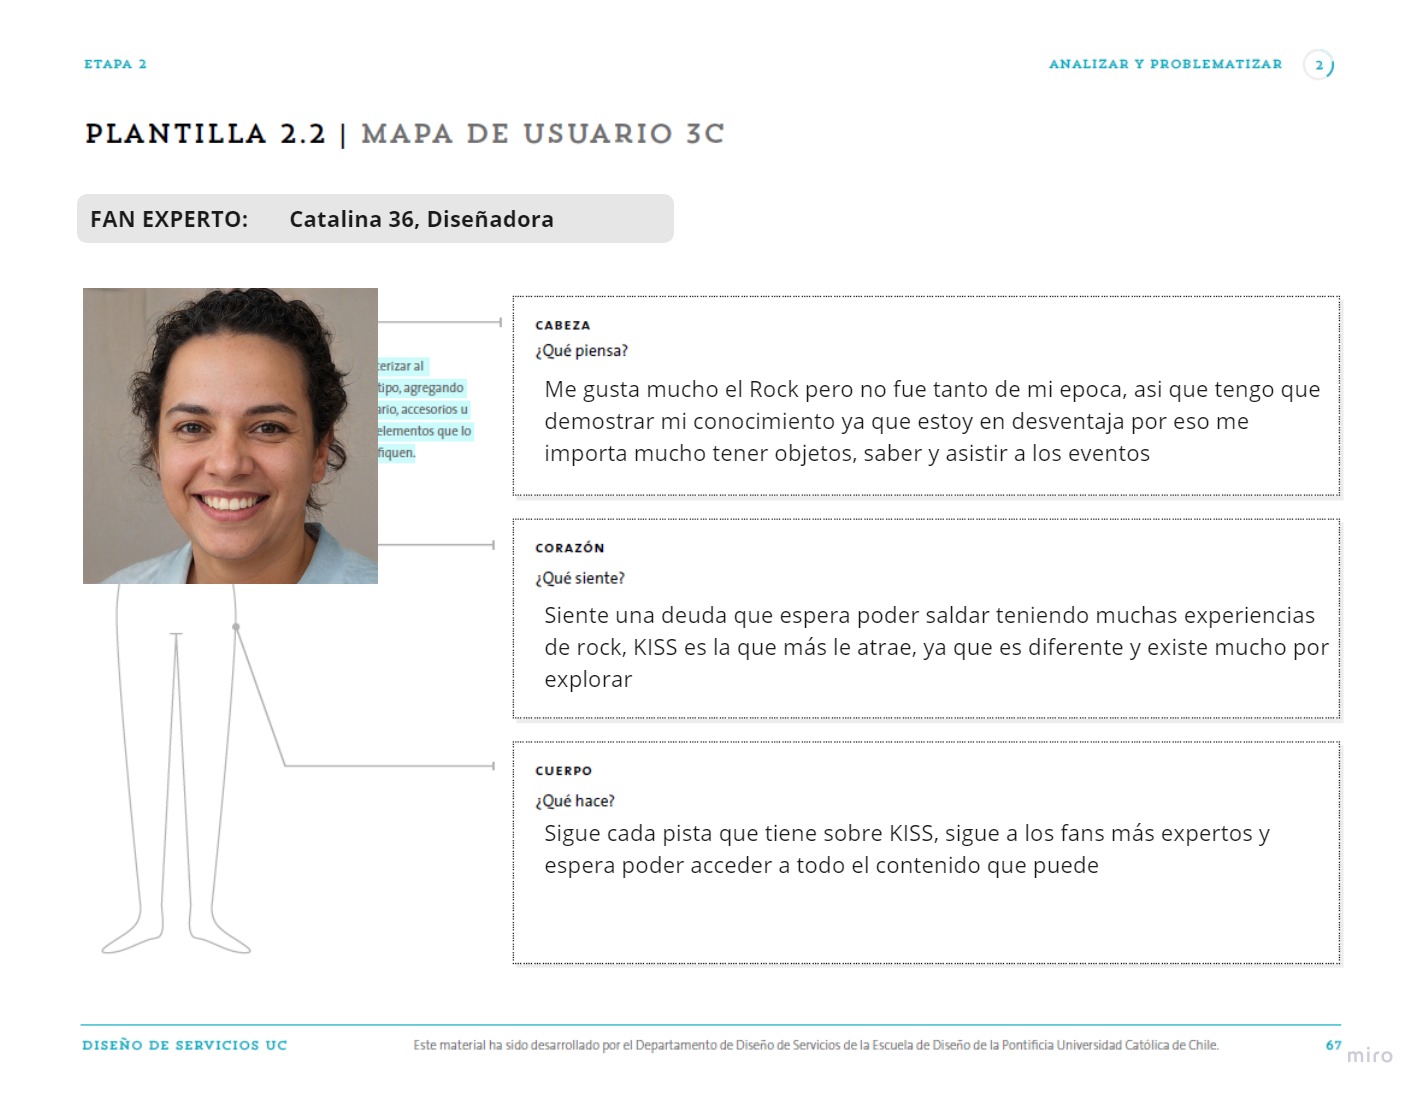 ETAPA 2
ANALIZAR Y PROBLEMATIZAR 2
PLANTILLA 2.2 | MAPA DE USUARIO 3C
FAN EXPERTO: Catalina 36, Diseñadora
CABEZA
¿Qué piensa?
Me gusta mucho el Rock pero no fue tanto de mi epoca, asi que tengo que
demostrar mi conocimiento ya que estoy en desventaja por eso me
importa mucho tener objetos, saber y asistir a los eventos
terizar al
tipo, agregando
ario, accesorios u
elementos que lo
fiquen.
CORAZÓN
¿Qué siente?
Siente una deuda que espera poder saldar teniendo muchas experiencias
de rock, KISS es la que más le atrae, ya que es diferente y existe mucho por
explorar
CUERPO
¿Qué hace?
Sigue cada pista que tiene sobre KISS, sigue a los fans más expertos y
espera poder acceder a todo el contenido que puede
DISEÑO DE SERVICIOS UC
Este material ha sido desarrollado por el Departamento de Diseño de Servicios de la Escuela de Diseño de la Pontificia Universidad Católica de Chile.
67
miro